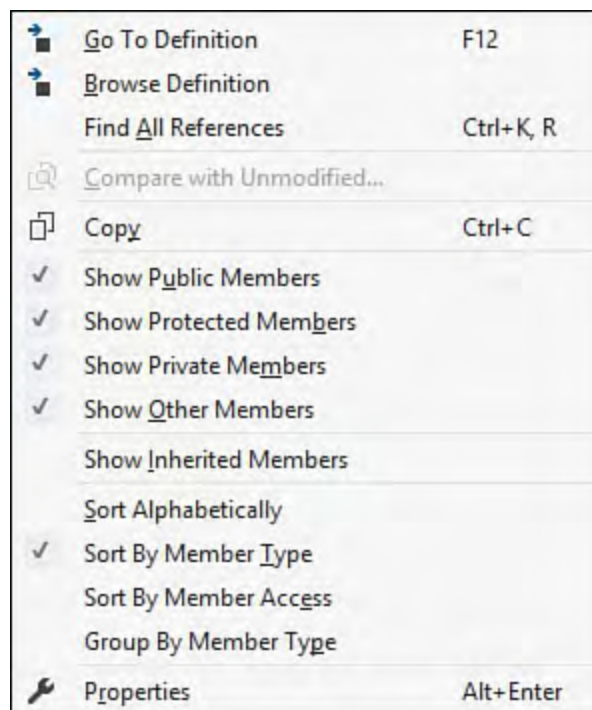 Go To Definition F12
Browse Definition
Find All References Ctrl+K, R
Compare with Unmodified...
Copy Ctrl+C
Show Public Members
Show Protected Members
Show Private Members
Show Other Members
Show Inherited Members
Sort Alphabetically
Sort By Member Type
Sort By Member Access
Group By Member Type
Properties Alt+Enter